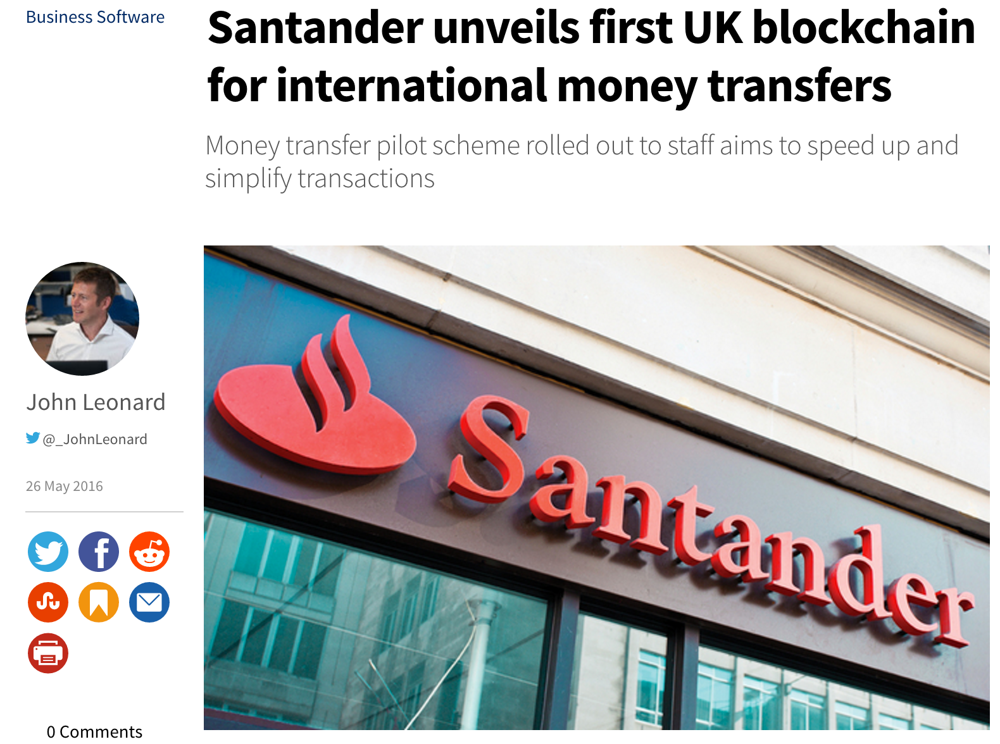 Business Software
Santander unveils first UK blockchain
for international money transfers
Money transfer pilot scheme rolled out to staff aims to speed up and
simplify transactions
John Leonard
@_JohnLeonard
26 May 2016
0 Comments
Santander